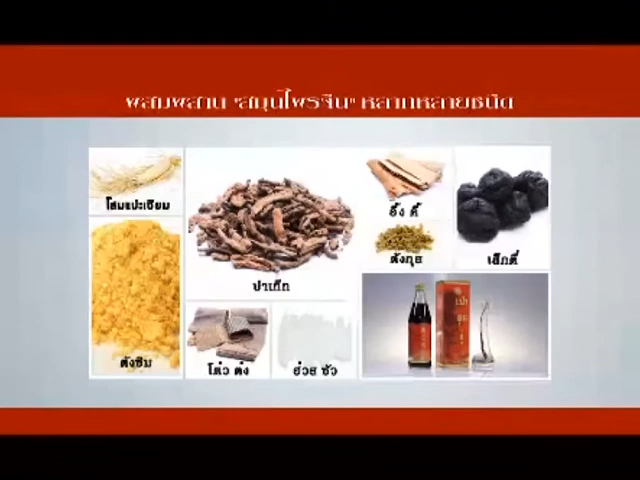 ผสมผสาน "สมุนไพรจีน" หลากหลายชนิด
โสมแปะเซียม
ปาเก็ก
อึ้ง คี้
ตังกุย
เส็กตี่
ตังซิม
โต่ว ต๋ง
ฮ่วย ซัว